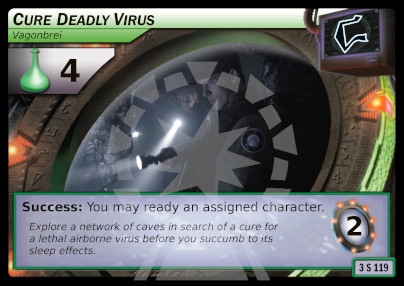 CURE DEADLY VIRUS
Vagonbrei
4
Success: You may ready an assigned character.
2
Explore a network of caves in search of a cure for
a lethal airborne virus before you succumb to its
sleep effects.
3 S 119